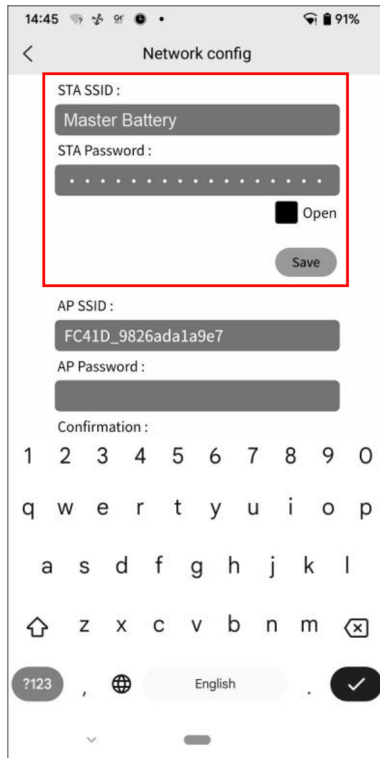 14:45 91%
Network config
STA SSID :
Master Battery
STA Password :
Open
Save
AP SSID :
FC41D_9826ada1a9e7
AP Password :
Confirmation :
1 2 3 4 5 6 7 8 9 0
q w e r t y u i o p
a s d f g h j k l
z x c v b n m
?123 , English .